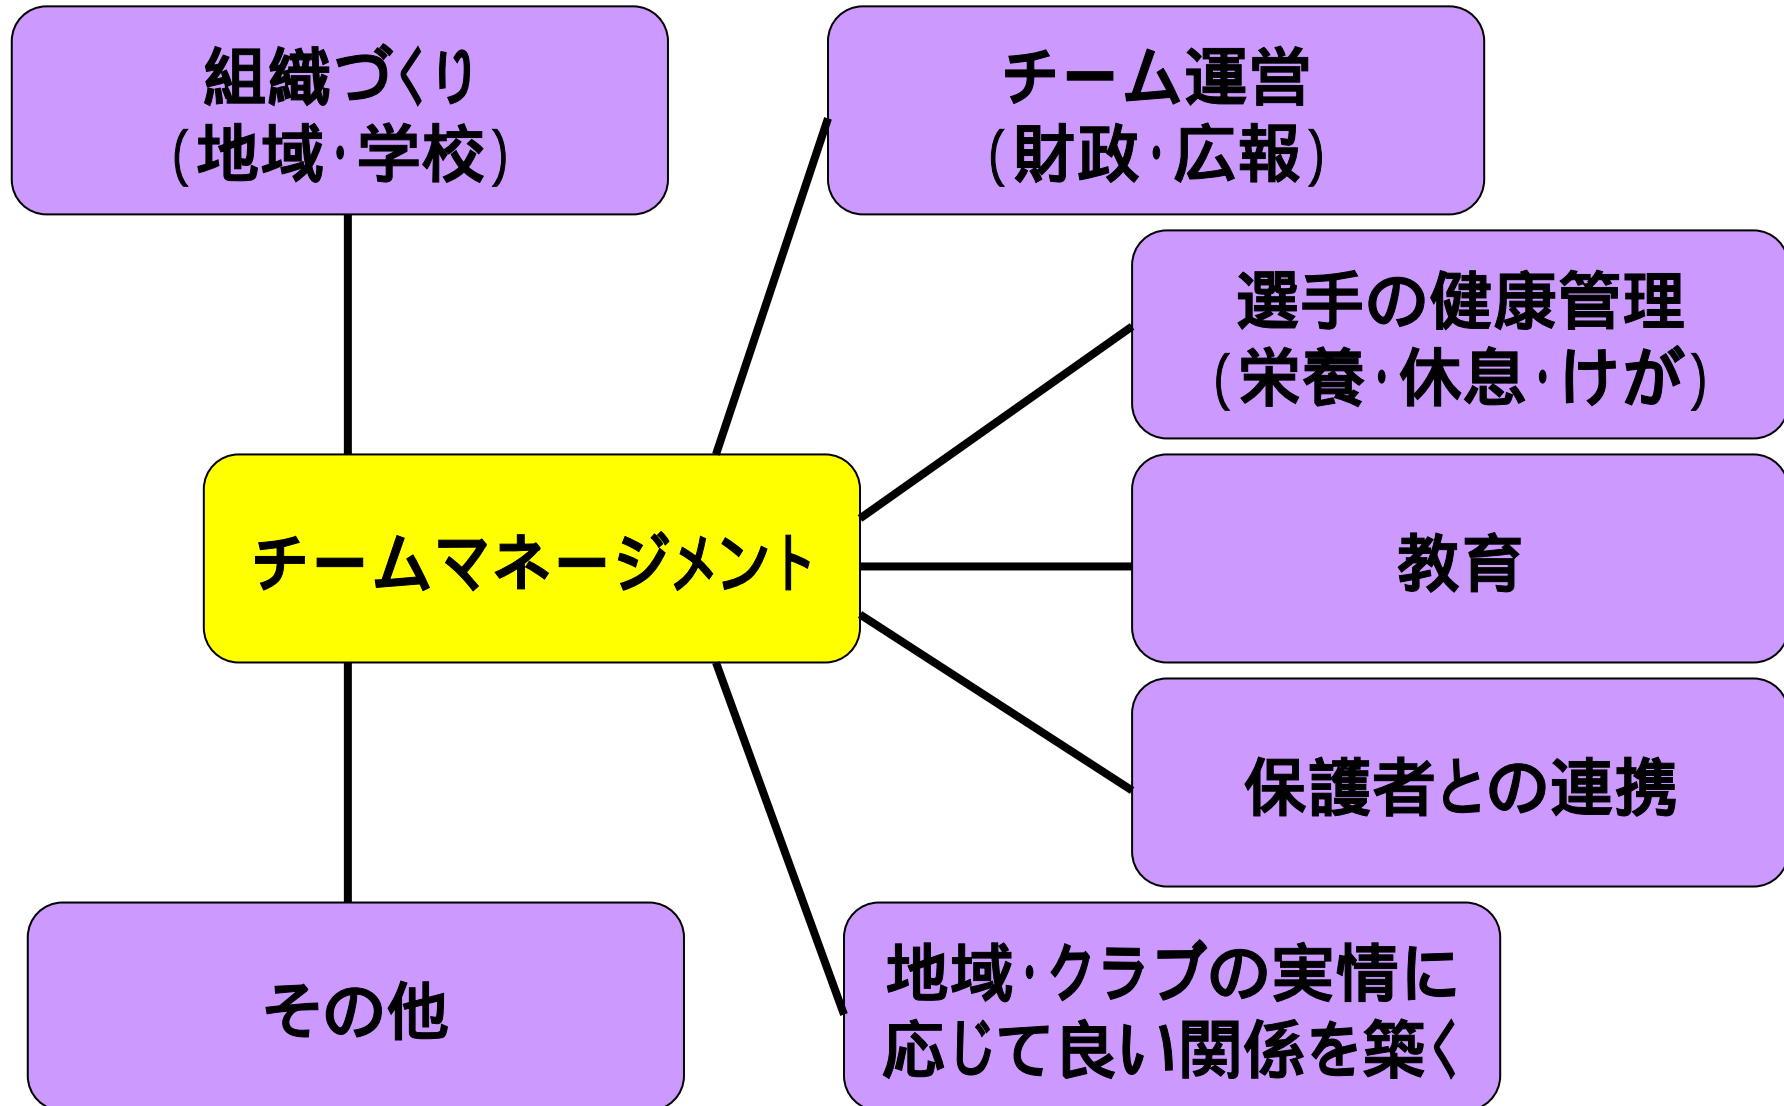 組織づくり
(地域・学校)
チーム運営
(財政・広報)
選手の健康管理
(栄養・休息・けが)
チームマネージメント
教育
保護者との連携
その他
地域・クラブの実情に
応じて良い関係を築く